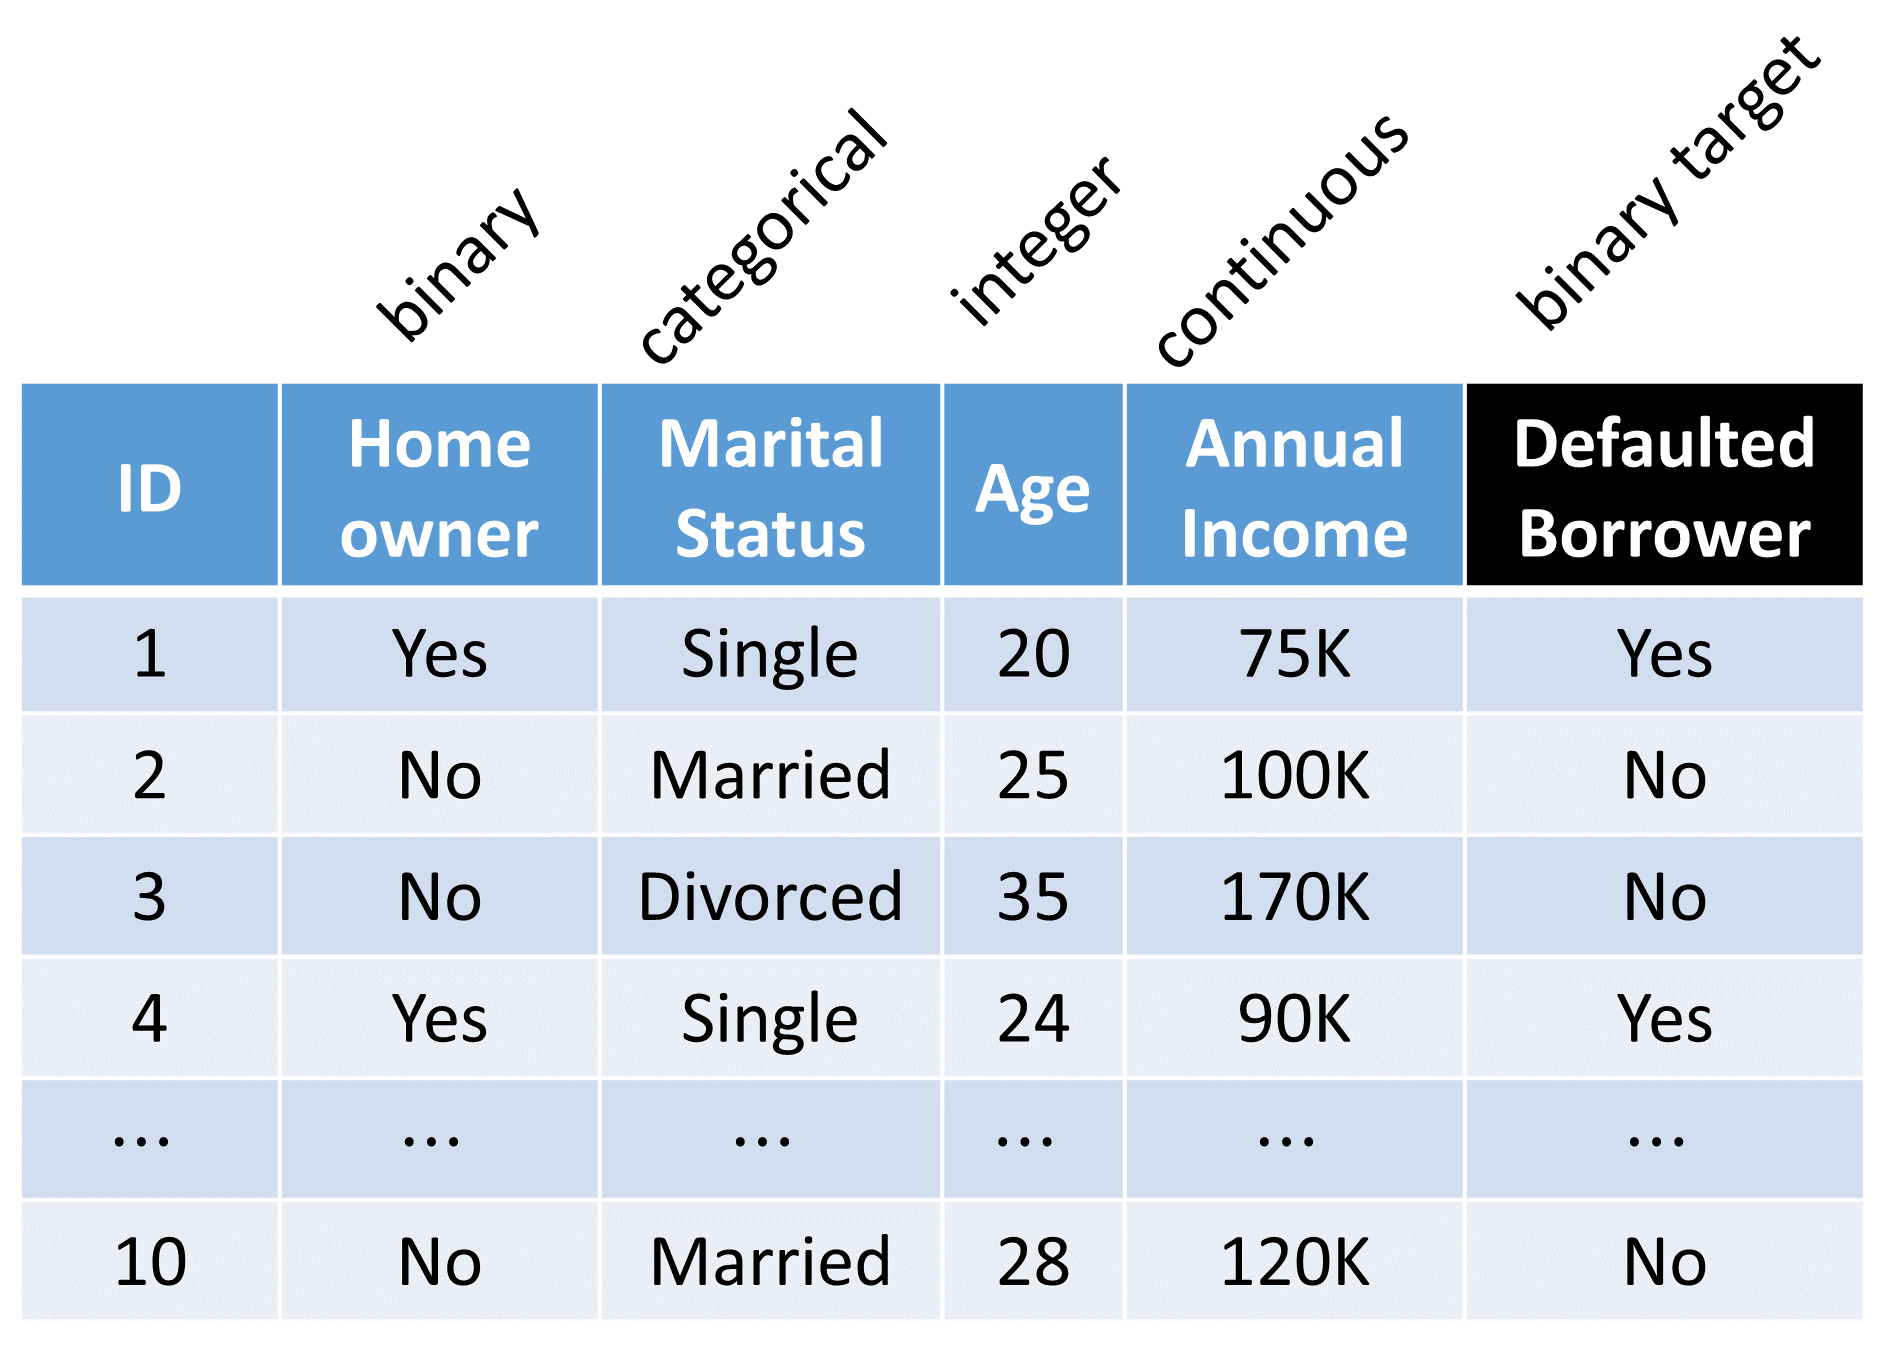 binary
categorical
integer
continuous
binary target
ID
Home
owner
Marital
Status
Age
Annual
Income
Defaulted
Borrower
1 Yes Single 20 75K Yes
2 No Married 25 100K No
3 No Divorced 35 170K No
4 Yes Single 24 90K Yes
... ... ... ... ... ...
10 No Married 28 120K No